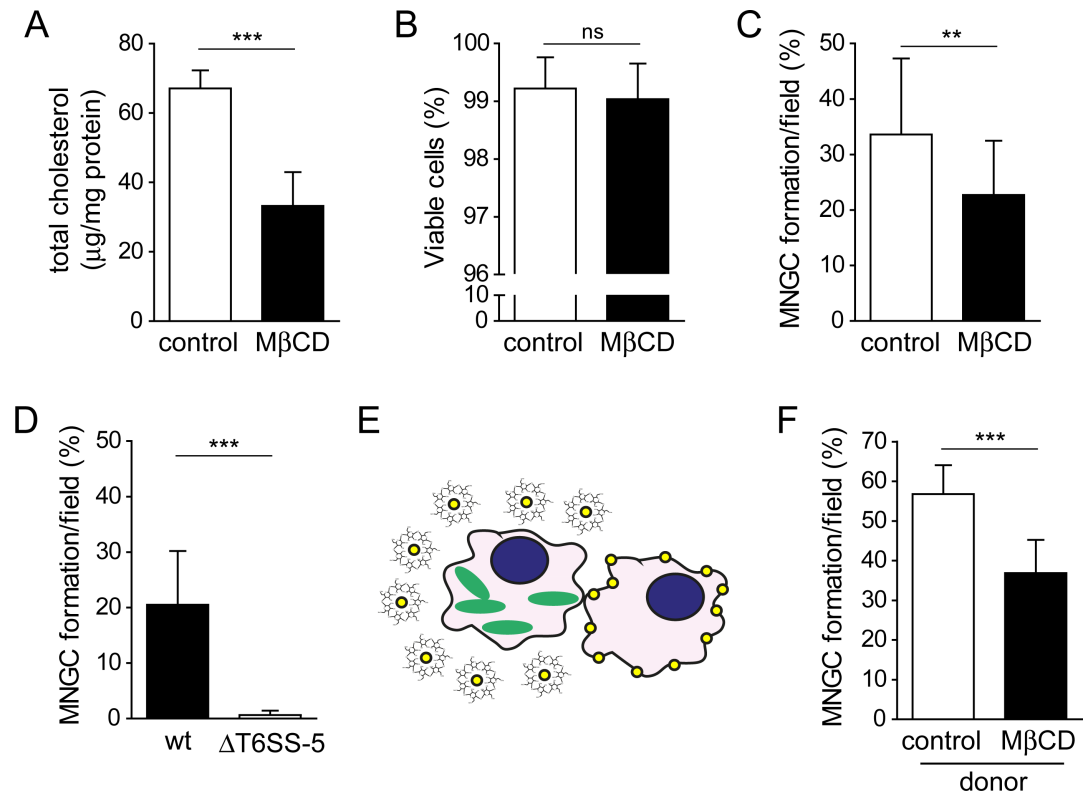 A
total cholesterol
(µg/mg protein)
80
60
40
20
0
***
control
MβCD
B
Viable cells (%)
100
99
98
97
96
10
0
ns
control
MβCD
C
MNGC formation/field (%)
50
40
30
20
10
0
**
control
MβCD
D
MNGC formation/field (%)
50
40
30
20
10
0
***
wt
ΔT6SS-5
E
F
MNGC formation/field (%)
70
60
50
40
30
20
10
0
***
control
MβCD
donor